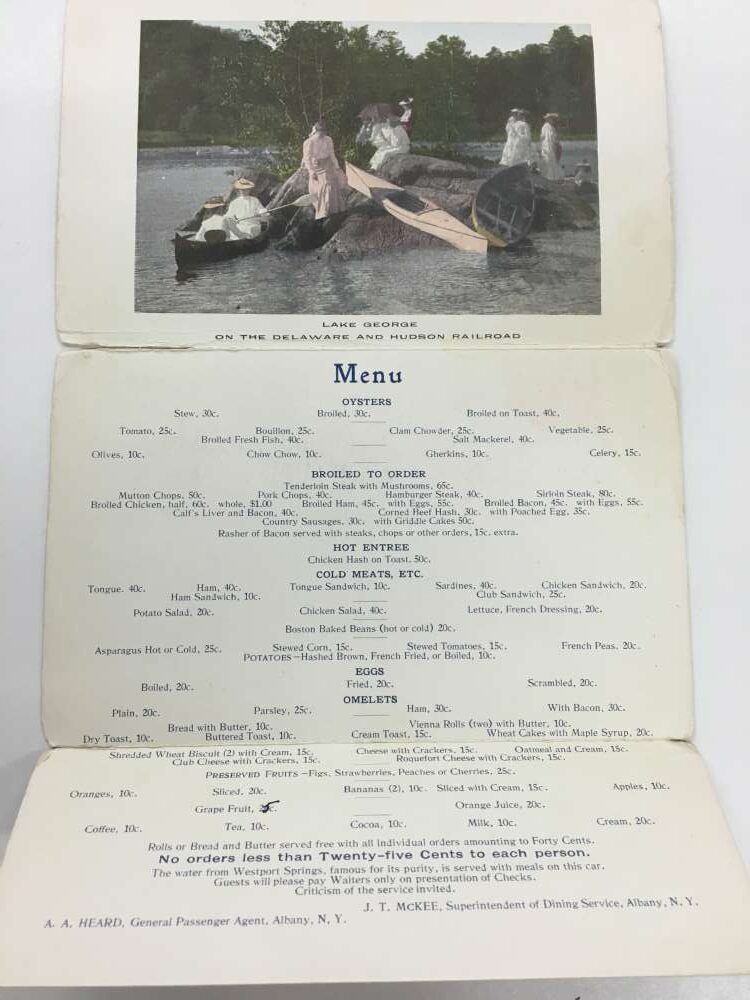 LAKE GEORGE
ON THE DELAWARE AND HUDSON RAILROAD
Menu
OYSTERS
Stew, 30c. Broiled, 30c. Broiled on Toast, 40c.
Tomato, 25c. Bouillon, 25c. Clam Chowder, 25c. Vegetable, 25c.
Broiled Fresh Fish, 40c. Salt Mackerel, 40c.
Olives, 10c. Chow Chow, 10c. Gherkins, 10c. Celery, 15c.
BROILED TO ORDER
Tenderloin Steak with Mushrooms, 65c.
Mutton Chops, 50c. Pork Chops, 40c. Hamburger Steak, 40c. Sirloin Steak, 80c.
Broiled Chicken, half, 60c. whole, $1.00 Broiled Ham, 45c. with Eggs, 55c. Broiled Bacon, 45c. with Eggs, 55c.
Calf's Liver and Bacon, 40c. Corned Beef Hash, 30c. with Poached Egg, 35c.
Country Sausages, 30c. with Griddle Cakes 50c.
Rasher of Bacon served with steaks, chops or other orders, 15c. extra.
HOT ENTREE
Chicken Hash on Toast, 50c.
COLD MEATS, ETC.
Tongue. 40c. Ham, 40c. Tongue Sandwich, 10c. Sardines, 40c. Chicken Sandwich, 20c.
Ham Sandwich, 10c. Club Sandwich, 25c.
Potato Salad, 20c. Chicken Salad, 40c. Lettuce, French Dressing, 20c.
Boston Baked Beans (hot or cold) 20c.
Asparagus Hot or Cold, 25c. Stewed Corn, 15c. Stewed Tomatoes, 15c. French Peas, 20c.
POTATOES—Hashed Brown, French Fried, or Boiled, 10c.
EGGS
Boiled, 20c. Fried, 20c. Scrambled, 20c.
OMELETS
Plain, 20c. Parsley, 25c. Ham, 30c. With Bacon, 30c.
Bread with Butter, 10c. Vienna Rolls (two) with Butter, 10c.
Dry Toast, 10c. Buttered Toast, 10c. Cream Toast, 15c. Wheat Cakes with Maple Syrup, 20c.
Shredded Wheat Biscuit (2) with Cream, 15c. Cheese with Crackers, 15c. Oatmeal and Cream, 15c.
Club Cheese with Crackers, 15c. Roquefort Cheese with Crackers, 15c.
PRESERVED FRUITS—Figs, Strawberries, Peaches or Cherries, 25c.
Oranges, 10c. Sliced, 20c. Bananas (2), 10c. Sliced with Cream, 15c. Apples, 10c.
Grape Fruit, Orange Juice, 20c.
Coffee, 10c. Tea, 10c. Cocoa, 10c. Milk, 10c. Cream, 20c.
Rolls or Bread and Butter served free with all individual orders amounting to Forty Cents.
No orders less than Twenty-five Cents to each person.
The water from Westport Springs, famous for its purity, is served with meals on this car.
Guests will please pay Waiters only on presentation of Checks.
Criticism of the service invited.
J. T. McKEE, Superintendent of Dining Service, Albany, N. Y.
A. A. HEARD, General Passenger Agent, Albany, N. Y.